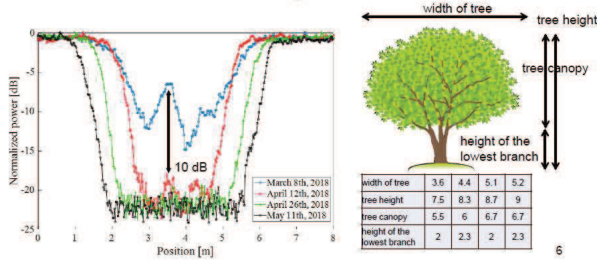 Normalized power [dB]
0
-5
-10
-15
-20
-25
0 1 2 3 4 5 6 7 8
Position [m]
10 dB
March 8th, 2018
April 12th, 2018
April 26th, 2018
May 11th, 2018
width of tree
tree height
tree canopy
height of the
lowest branch
width of tree 3.6 4.4 5.1 5.2
tree height 7.5 8.3 8.7 9
tree canopy 5.5 6 6.7 6.7
height of the
lowest branch 2 2.3 2 2.3
6